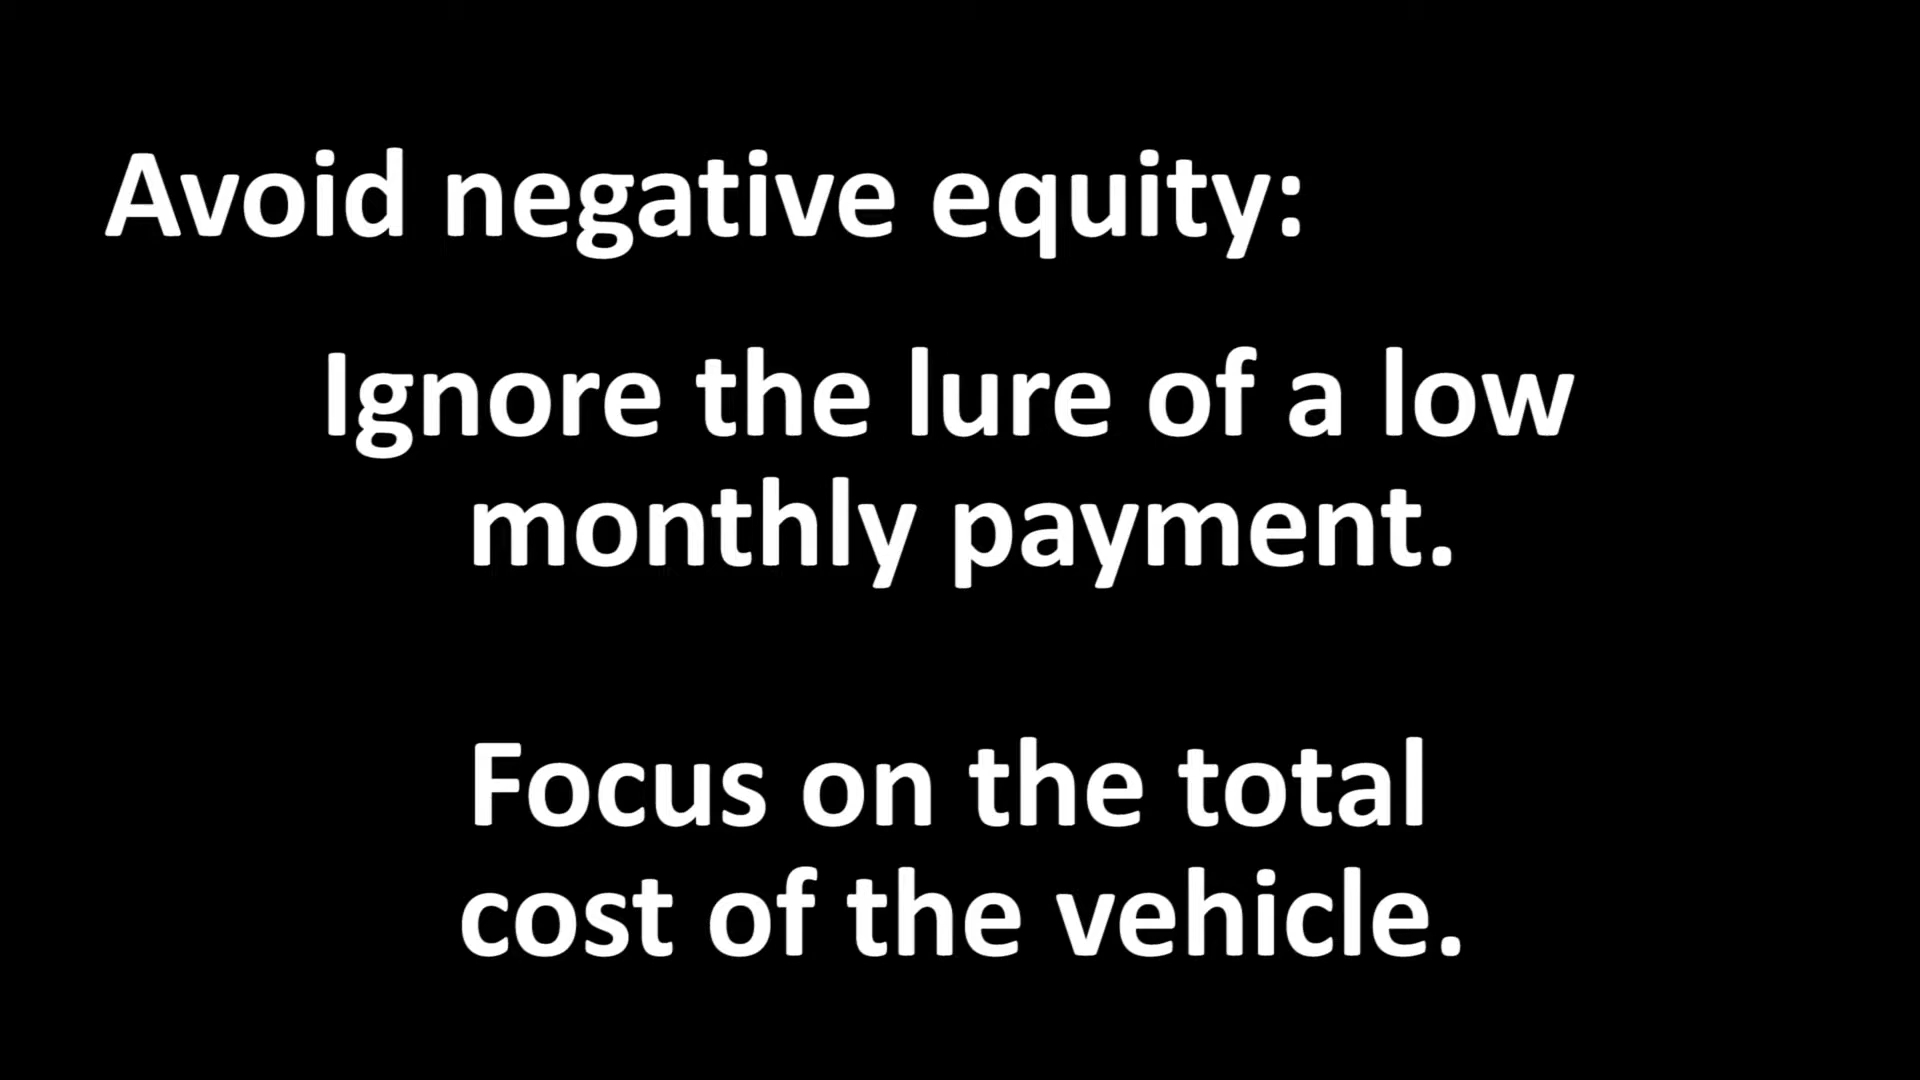 Avoid negative equity:
Ignore the lure of a low
monthly payment.
Focus on the total
cost of the vehicle.